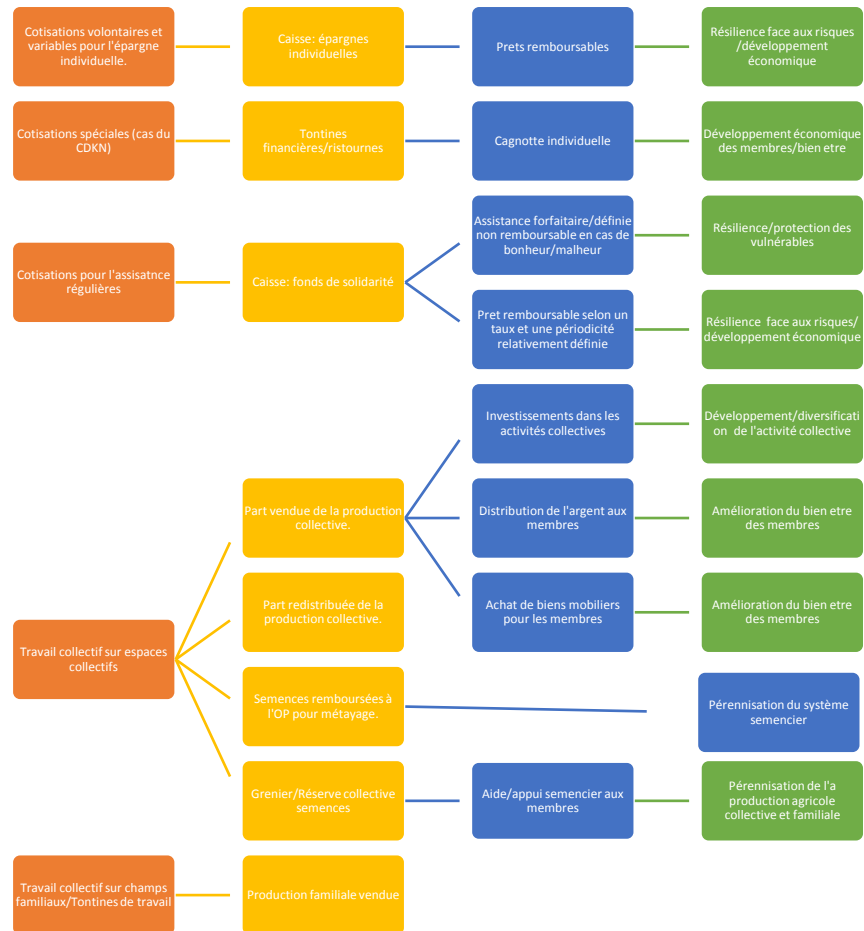 Cotisations volontaires et
variables pour l'épargne
individuelle.
Caisse: épargnes
individuelles
Prets remboursables
Résilience face aux risques
/développement
économique
Cotisations spéciales (cas du
CDKN)
Tontines
financières/ristournes
Cagnotte individuelle
Développement économique
des membres/bien etre
Cotisations pour l'assisatnce
régulières
Caisse: fonds de solidarité
Assistance forfaitaire/définie
non remboursable en cas de
bonheur/malheur
Résilience/protection des
vulnérables
Pret remboursable selon un
taux et une périodicité
relativement définie
Résilience face aux risques/
développement économique
Travail collectif sur espaces
collectifs
Part vendue de la production
collective.
Investissements dans les
activités collectives
Développement/diversificati
on de l'activité collective
Distribution de l'argent aux
membres
Amélioration du bien etre
des membres
Achat de biens mobiliers
pour les membres
Amélioration du bien etre
des membres
Part redistribuée de la
production collective.
Semences remboursées à
l'OP pour métayage.
Pérennisation du système
semencier
Grenier/Réserve collective
semences
Aide/appui semencier aux
membres
Pérennisation de l'a
production agricole
collective et familiale
Travail collectif sur champs
familiaux/Tontines de travail
Production familiale vendue